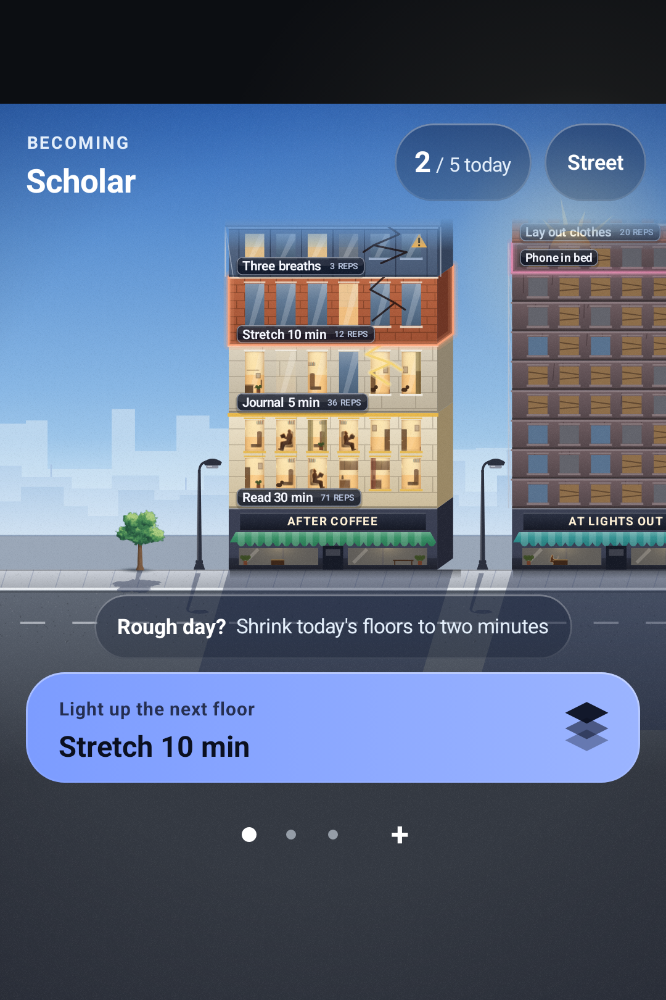 BECOMING
Scholar
2 / 5 today
Street
Three breaths 3 REPS
Stretch 10 min 12 REPS
Journal 5 min 36 REPS
Read 30 min 71 REPS
AFTER COFFEE
Lay out clothes 20 REPS
Phone in bed
AT LIGHTS OUT
Rough day? Shrink today's floors to two minutes
Light up the next floor
Stretch 10 min